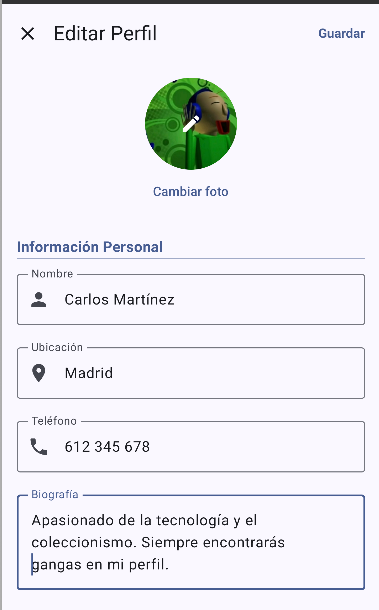 Editar Perfil
Guardar
Cambiar foto
Información Personal
Nombre
Carlos Martínez
Ubicación
Madrid
Teléfono
612 345 678
Biografía
Apasionado de la tecnología y el
coleccionismo. Siempre encontrarás
gangas en mi perfil.